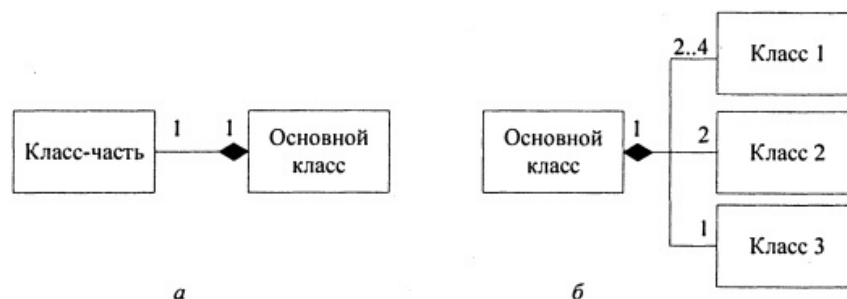 Класс-часть
1
1
Основной
класс
а
Основной
класс
1
2..4
Класс 1
2
Класс 2
1
Класс 3
б